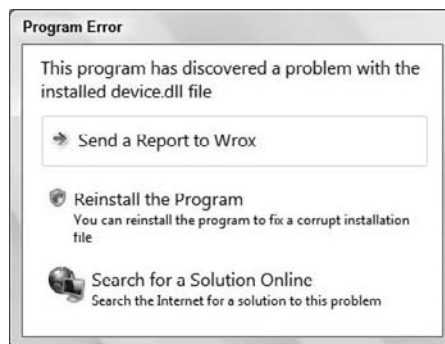 Program Error
This program has discovered a problem with the
installed device.dll file
Send a Report to Wrox
Reinstall the Program
You can reinstall the program to fix a corrupt installation
file
Search for a Solution Online
Search the Internet for a solution to this problem